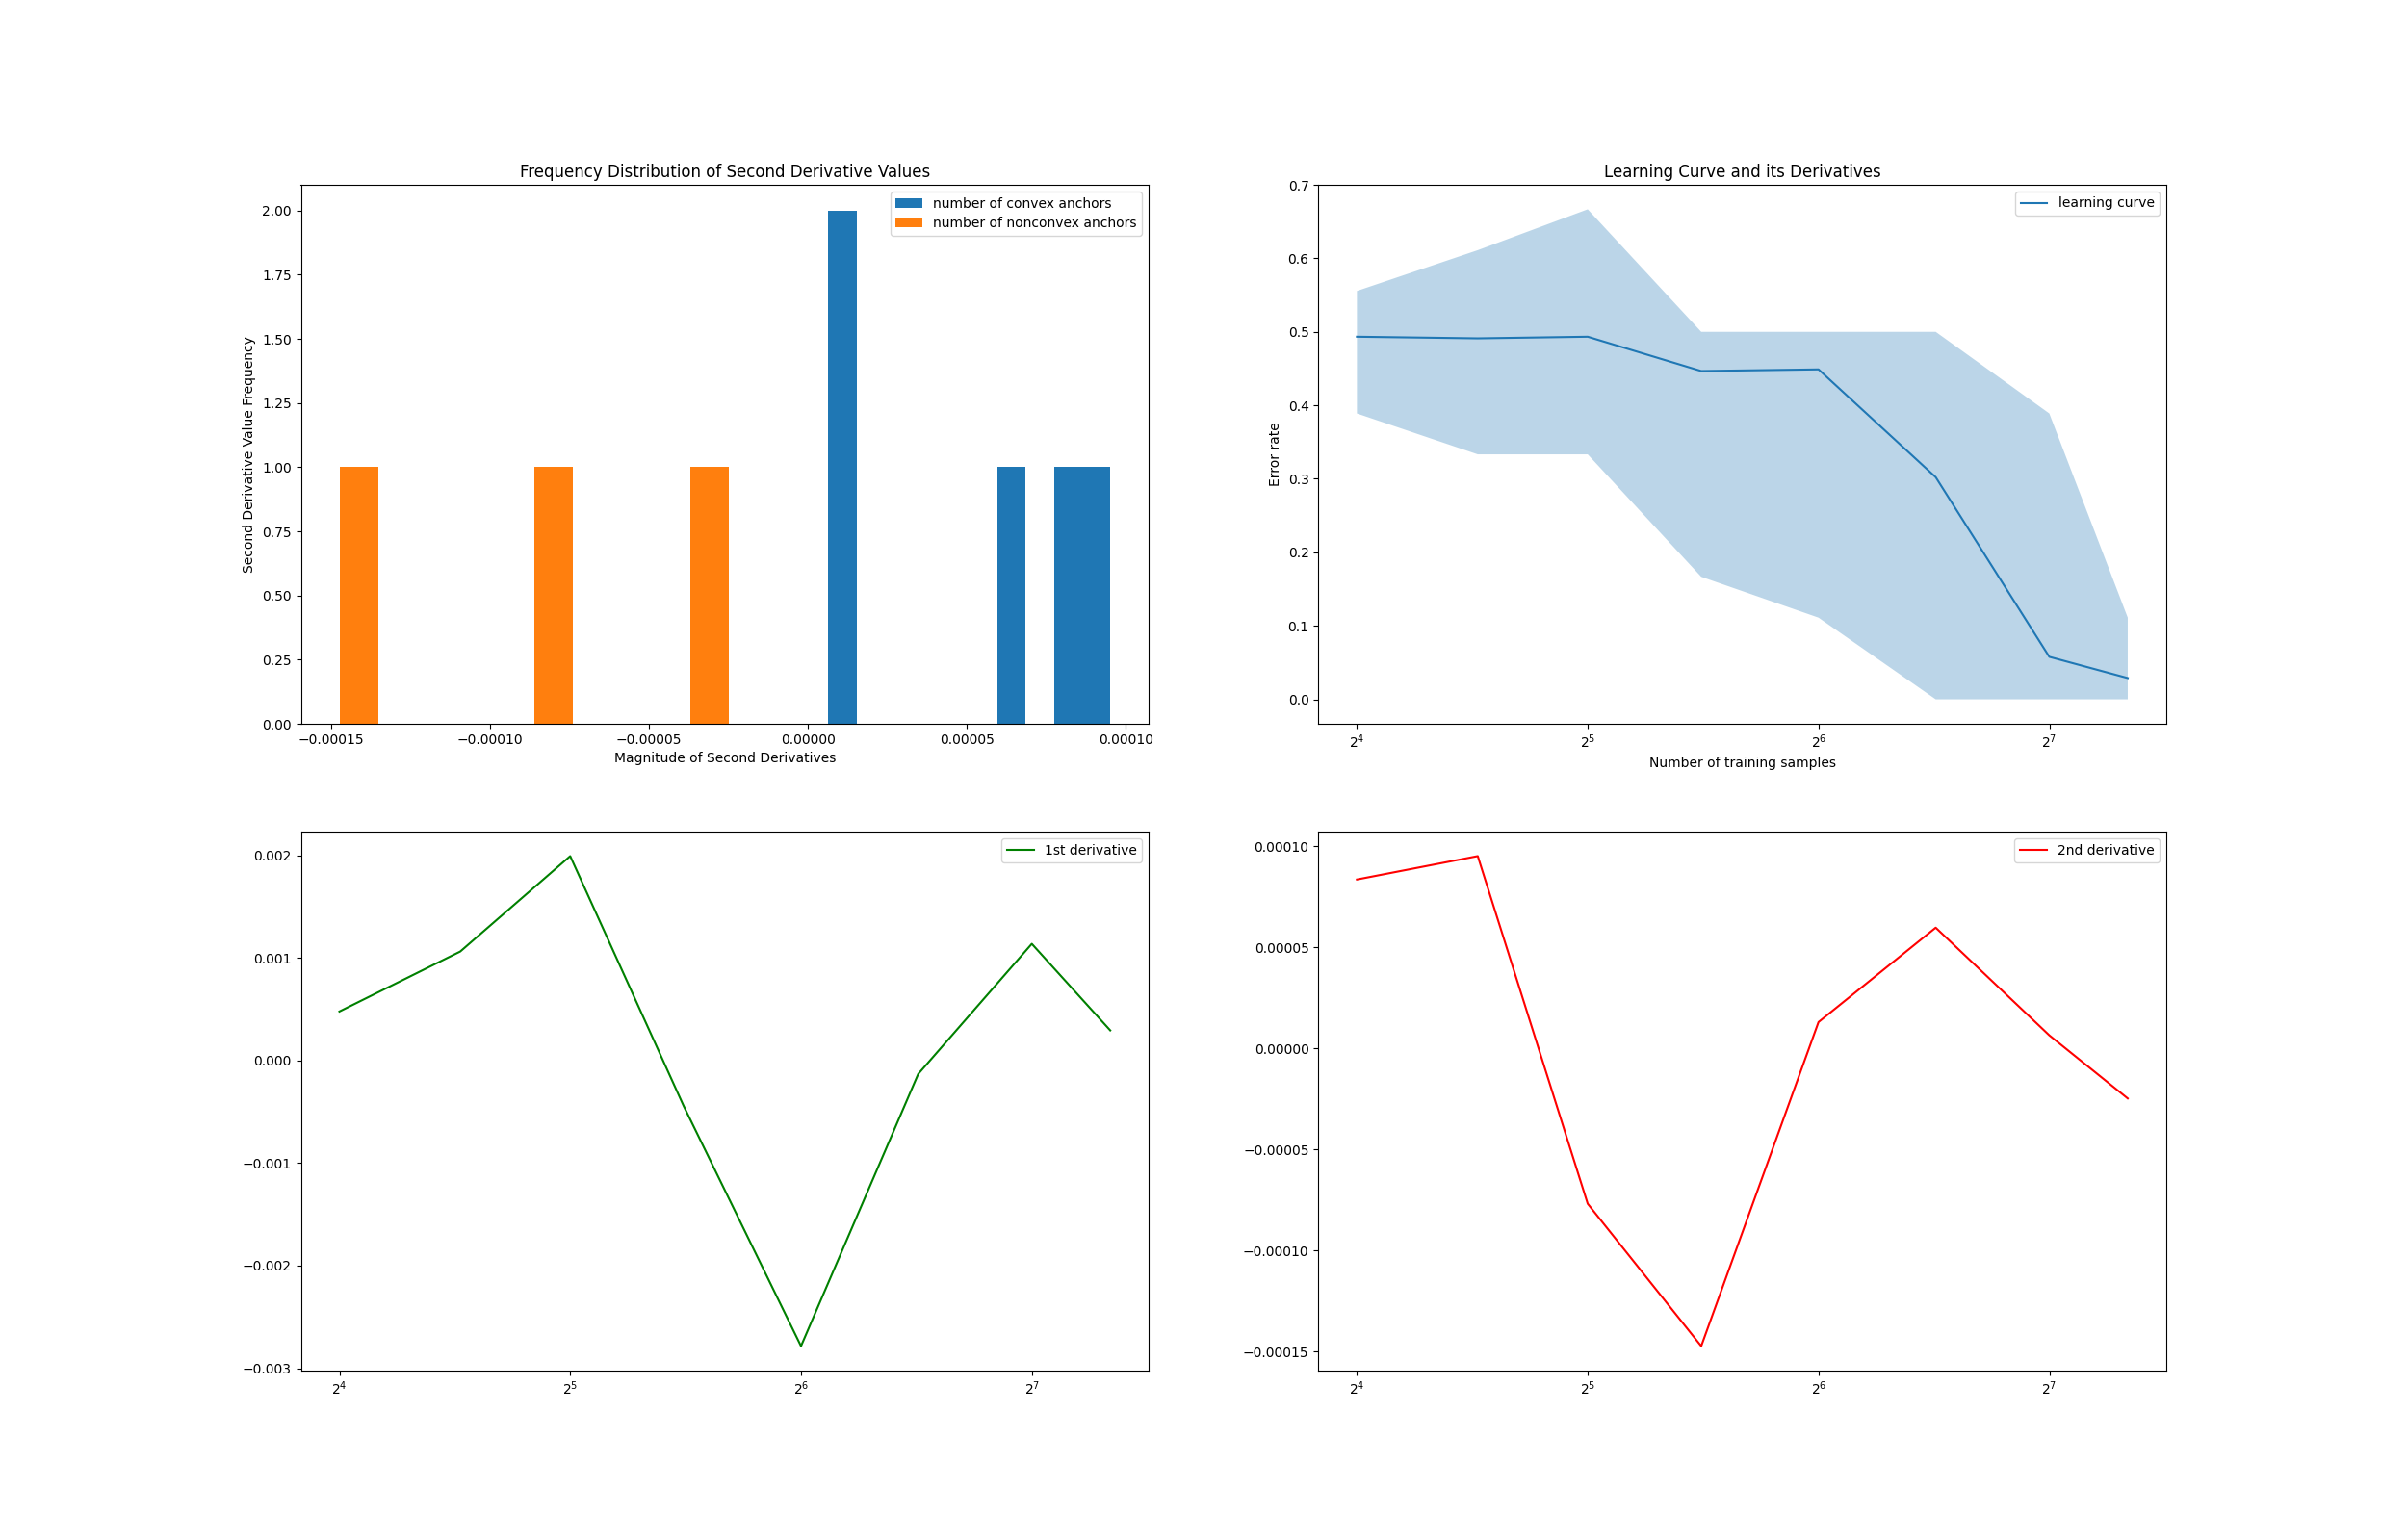 Frequency Distribution of Second Derivative Values
number of convex anchors
number of nonconvex anchors
2.00
1.75
1.50
1.25
1.00
0.75
0.50
0.25
0.00
Second Derivative Value Frequency
−0.00015 −0.00010 −0.00005 0.00000 0.00005 0.00010
Magnitude of Second Derivatives
Learning Curve and its Derivatives
learning curve
0.7
0.6
0.5
0.4
0.3
0.2
0.1
0.0
Error rate
2⁴ 2⁵ 2⁶ 2⁷
Number of training samples
1st derivative
0.002
0.001
0.000
−0.001
−0.002
−0.003
2⁴ 2⁵ 2⁶ 2⁷
2nd derivative
0.00010
0.00005
0.00000
−0.00005
−0.00010
−0.00015
2⁴ 2⁵ 2⁶ 2⁷